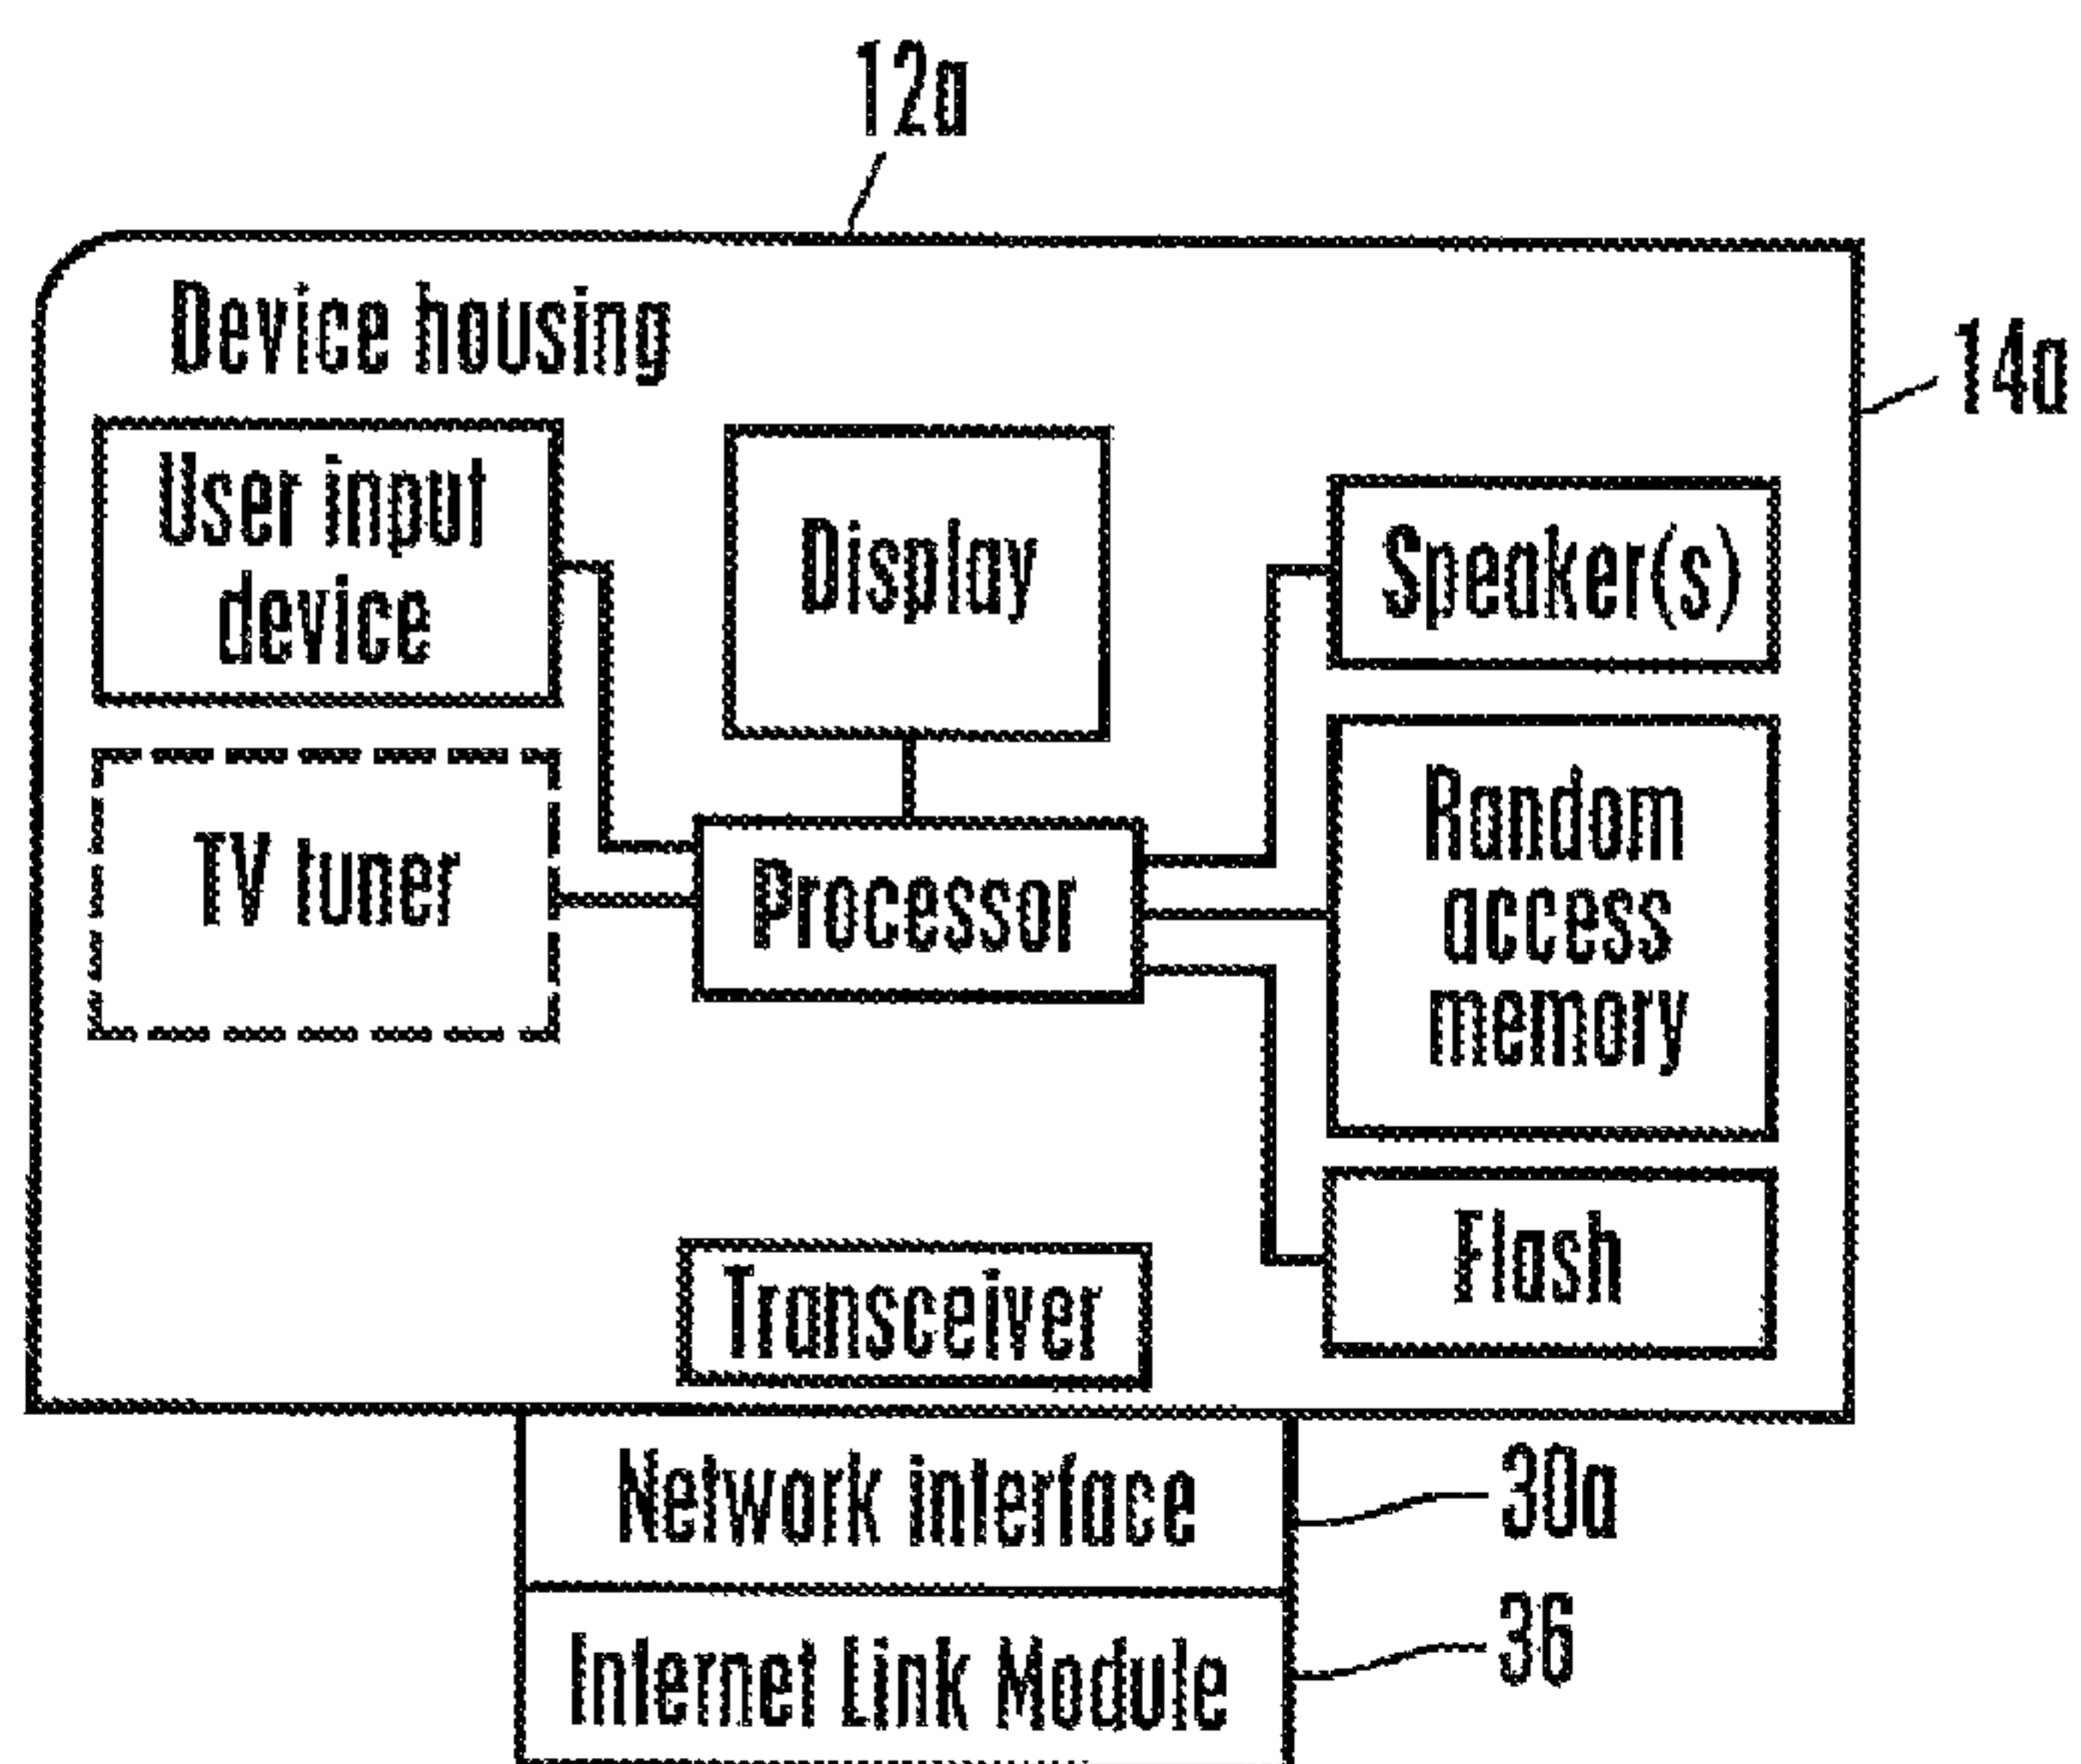 12a
Device housing
14a
User input
device
Display
Speaker(s)
TV tuner
Processor
Random
access
memory
Flash
Transceiver
Network interface
30a
Internet Link Module
36